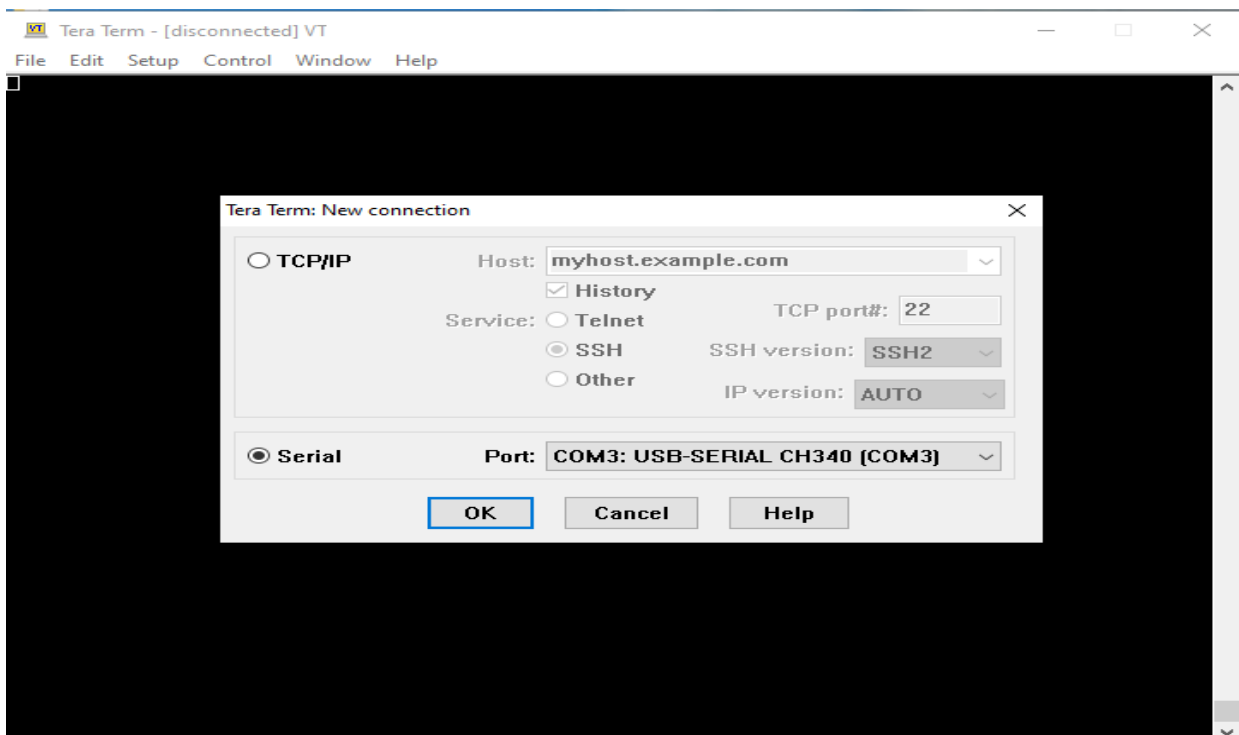 VT Tera Term - [disconnected] VT
File Edit Setup Control Window Help
Tera Term: New connection
TCP/IP Host: myhost.example.com
History
Service: Telnet TCP port#: 22
SSH SSH version: SSH2
Other IP version: AUTO
Serial Port: COM3: USB-SERIAL CH340 (COM3)
OK Cancel Help